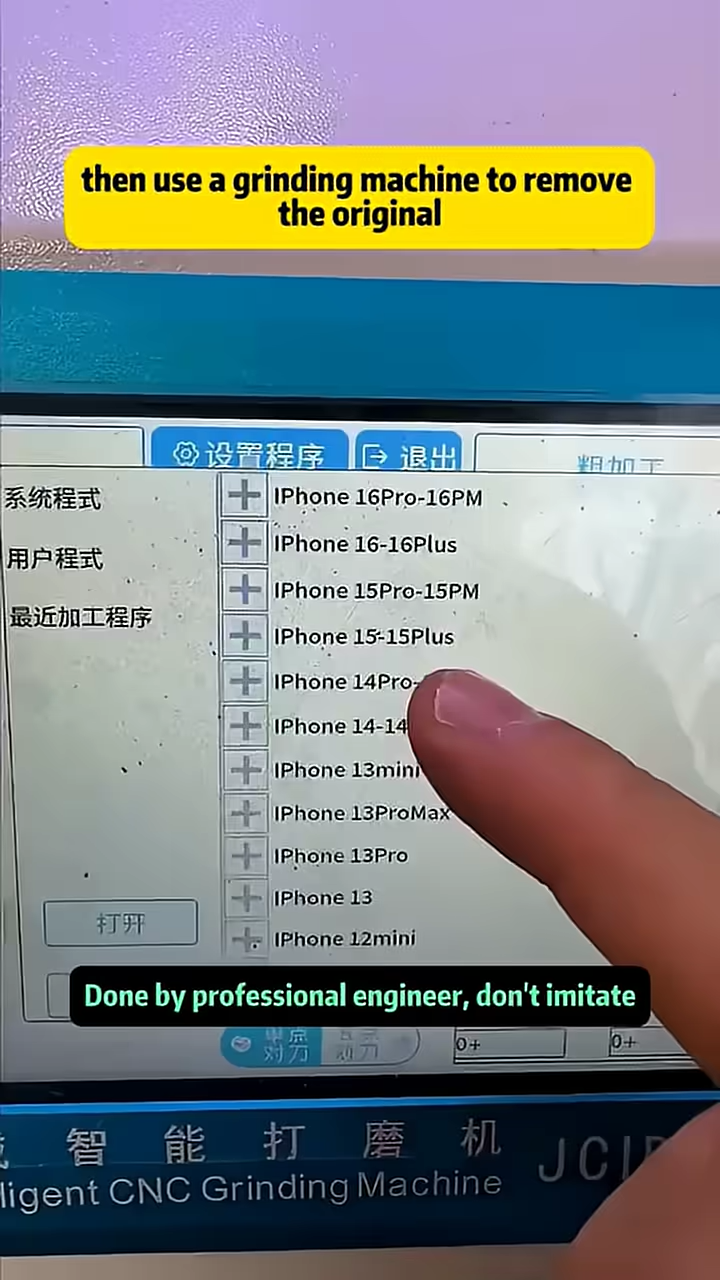 then use a grinding machine to remove
the original
设置程序
退出
粗加工
系统程式
用户程式
最近加工程序
IPhone 16Pro-16PM
IPhone 16-16Plus
IPhone 15Pro-15PM
IPhone 15-15Plus
IPhone 14Pro-
IPhone 14-14
IPhone 13mini
IPhone 13ProMax
IPhone 13Pro
IPhone 13
IPhone 12mini
打开
Done by professional engineer, don't imitate
对刀
0+
0+
智能打磨机
lligent CNC Grinding Machine
JCI